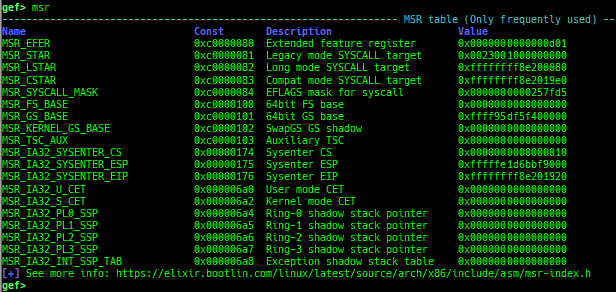 gef> msr
MSR table (Only frequently used)
Name Const Description Value
MSR_EFER 0xc0000080 Extended feature register 0x0000000000000d01
MSR_STAR 0xc0000081 Legacy mode SYSCALL target 0x0023001000000000
MSR_LSTAR 0xc0000082 Long mode SYSCALL target 0xffffffff8e200080
MSR_CSTAR 0xc0000083 Compat mode SYSCALL target 0xffffffff8e2019e0
MSR_SYSCALL_MASK 0xc0000084 EFLAGS mask for syscall 0x0000000000257fd5
MSR_FS_BASE 0xc0000100 64bit FS base 0x0000000000000000
MSR_GS_BASE 0xc0000101 64bit GS base 0xffff95df5f400000
MSR_KERNEL_GS_BASE 0xc0000102 SwapGS GS shadow 0x0000000000000000
MSR_TSC_AUX 0xc0000103 Auxiliary TSC 0x0000000000000000
MSR_IA32_SYSENTER_CS 0x00000174 Sysenter CS 0x0000000000000010
MSR_IA32_SYSENTER_ESP 0x00000175 Sysenter ESP 0xfffffe1d6bbf9000
MSR_IA32_SYSENTER_EIP 0x00000176 Sysenter EIP 0xffffffff8e201920
MSR_IA32_U_CET 0x000006a0 User mode CET 0x0000000000000000
MSR_IA32_S_CET 0x000006a2 Kernel mode CET 0x0000000000000000
MSR_IA32_PL0_SSP 0x000006a4 Ring-0 shadow stack pointer 0x0000000000000000
MSR_IA32_PL1_SSP 0x000006a5 Ring-1 shadow stack pointer 0x0000000000000000
MSR_IA32_PL2_SSP 0x000006a6 Ring-2 shadow stack pointer 0x0000000000000000
MSR_IA32_PL3_SSP 0x000006a7 Ring-3 shadow stack pointer 0x0000000000000000
MSR_IA32_INT_SSP_TAB 0x000006a8 Exception shadow stack table 0x0000000000000000
[+] See more info: https://elixir.bootlin.com/linux/latest/source/arch/x86/include/asm/msr-index.h
gef>